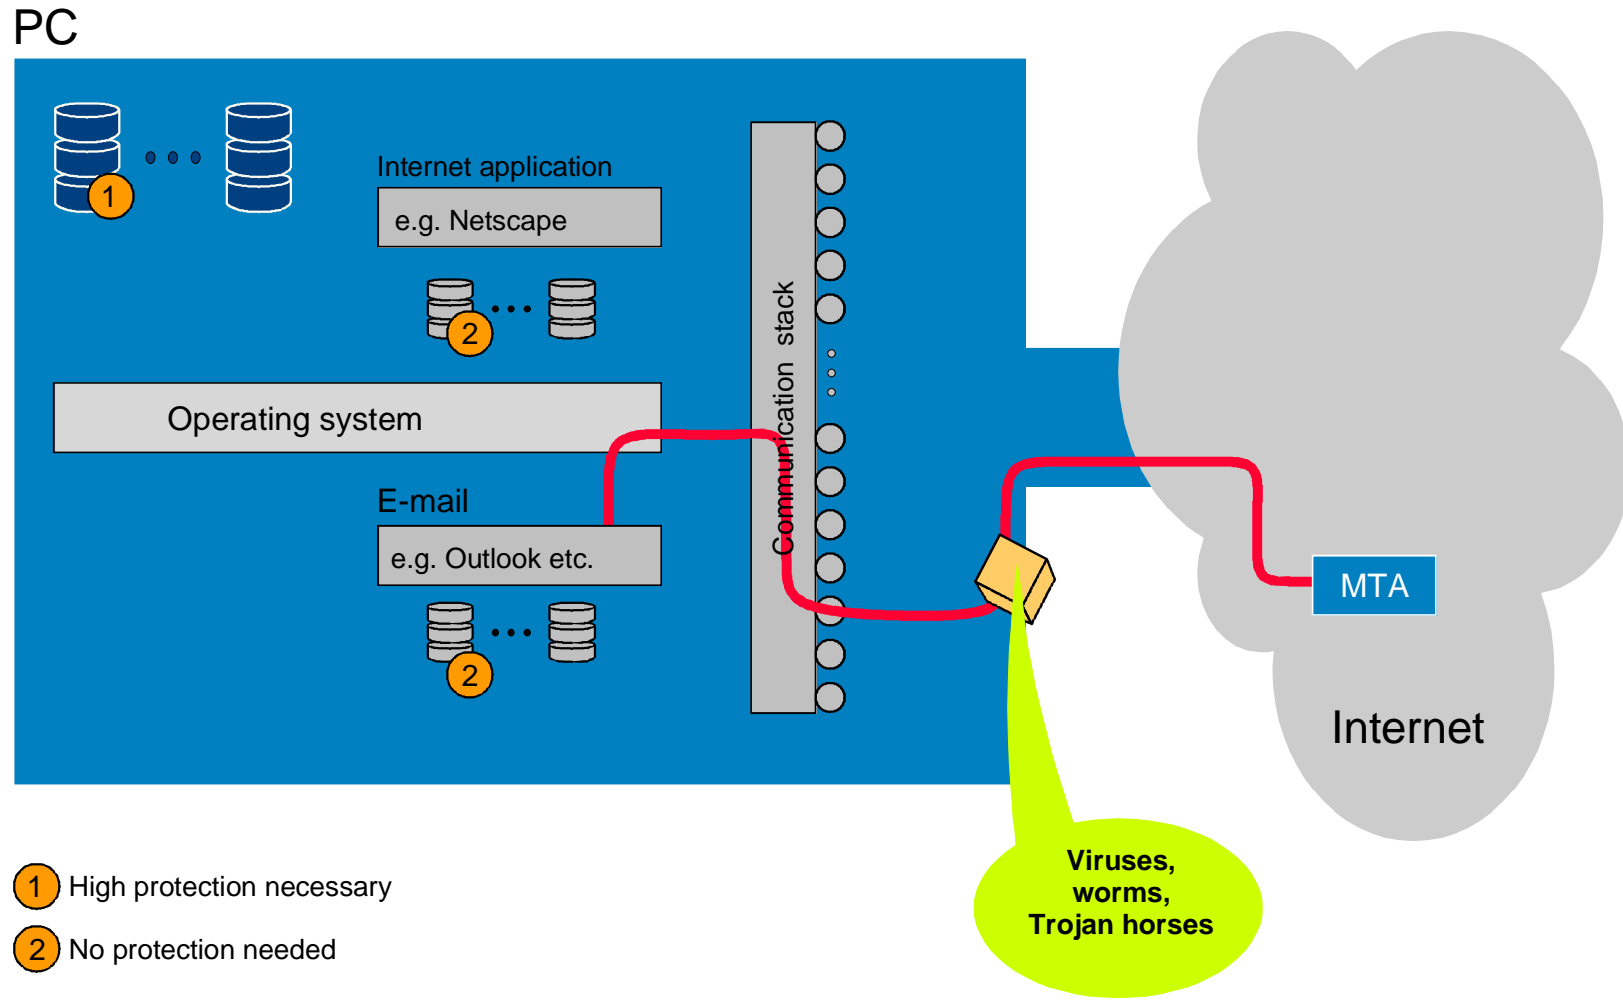 PC
1
Internet application
e.g. Netscape
2
Operating system
E-mail
e.g. Outlook etc.
2
Communication stack
MTA
Internet
Viruses,
worms,
Trojan horses
1 High protection necessary
2 No protection needed